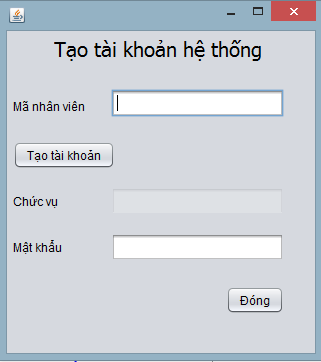 Tạo tài khoản hệ thống
Mã nhân viên
Tạo tài khoản
Chức vụ
Mật khẩu
Đóng